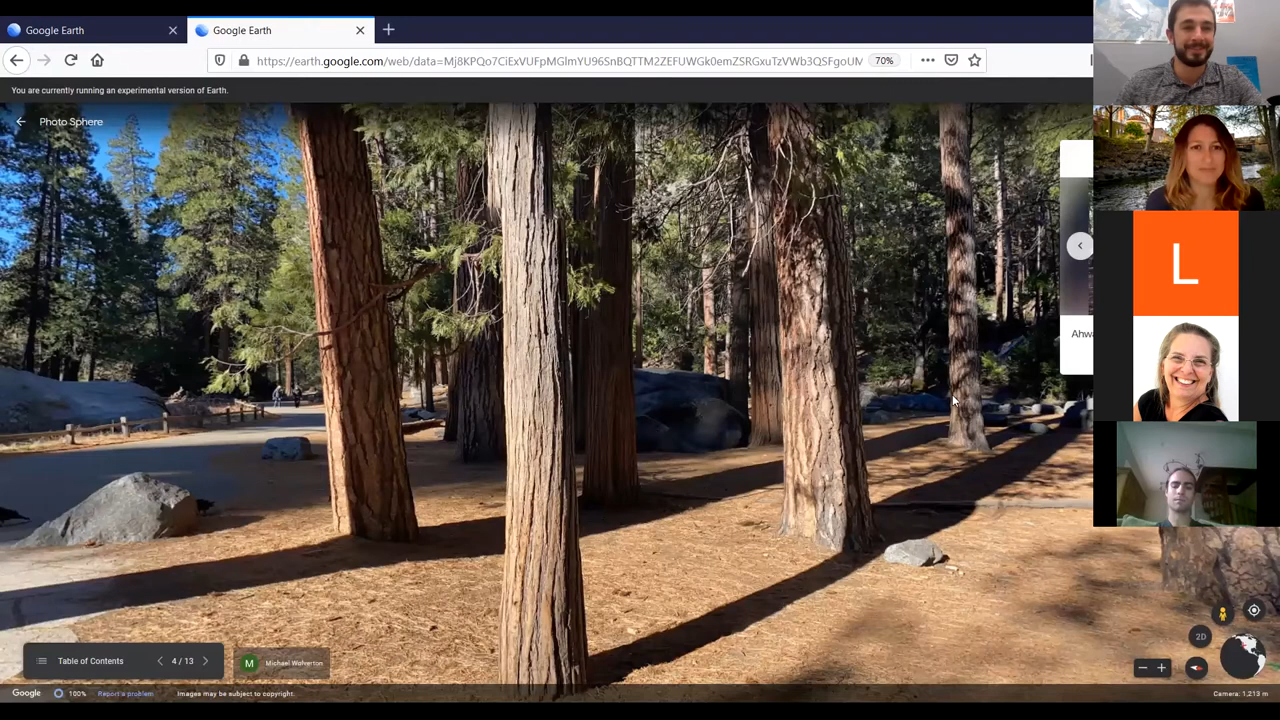 Google Earth
Google Earth
https://earth.google.com/web/data=Mj8KPQo7CiExVUFpMGlmYU96SnBQTTM2ZEFUWGk0emZSRGxuTzVWb3QSFgoUM
70%
You are currently running an experimental version of Earth.
Photo Sphere
L
Ahwa
Table of Contents
4 / 13
M
Michael Wolverton
2D
Google
100%
Report a problem
Images may be subject to copyright.
Camera: 1,213 m